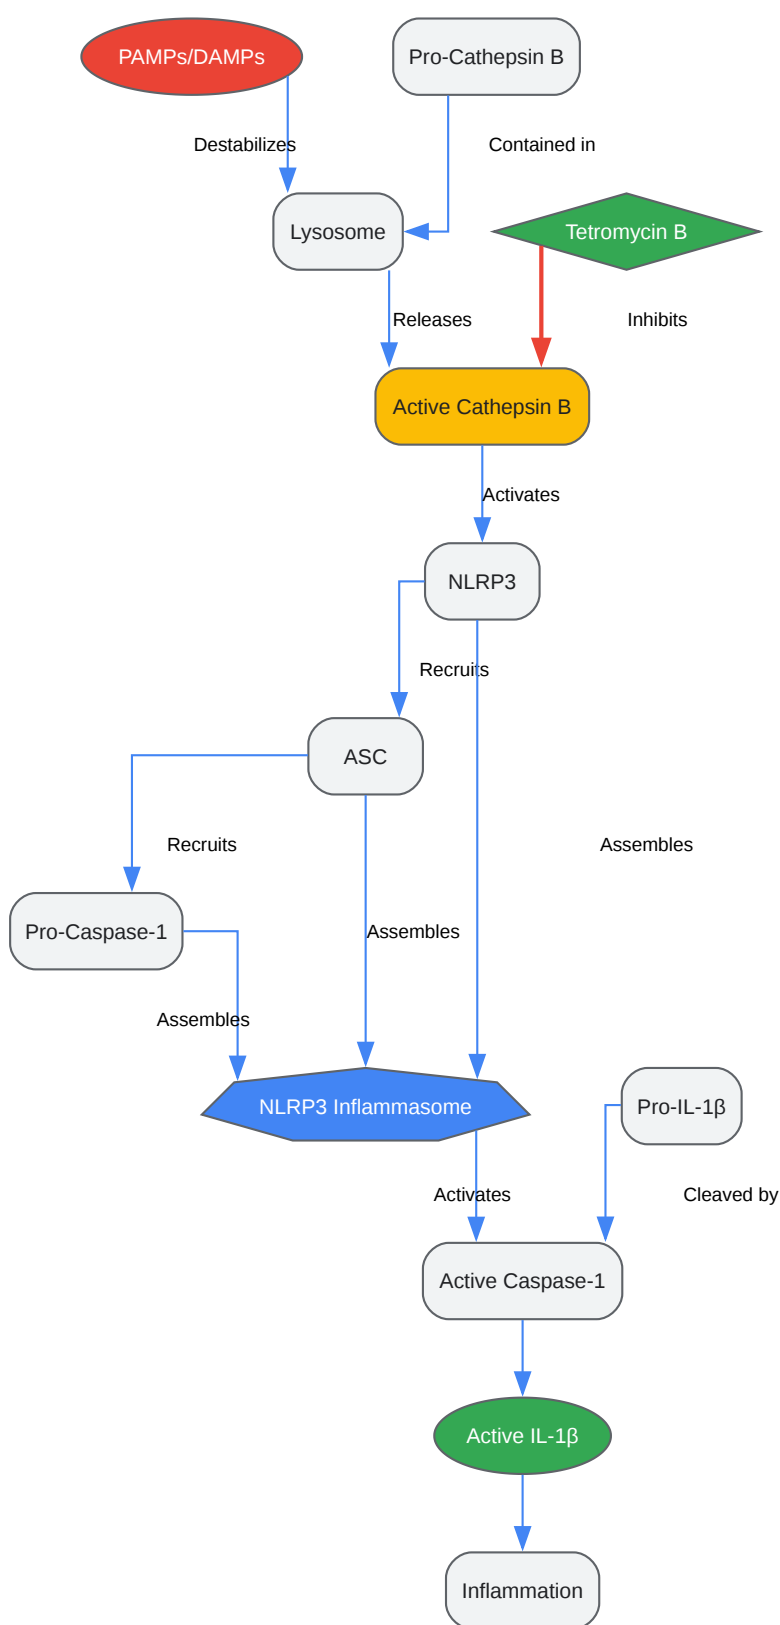 PAMPs/DAMPs
Pro-Cathepsin B
Destabilizes
Contained in
Lysosome
Tetromycin B
Releases
Inhibits
Active Cathepsin B
Activates
NLRP3
Recruits
ASC
Recruits
Assembles
Pro-Caspase-1
Assembles
Assembles
NLRP3 Inflammasome
Pro-IL-1β
Activates
Cleaved by
Active Caspase-1
Active IL-1β
Inflammation